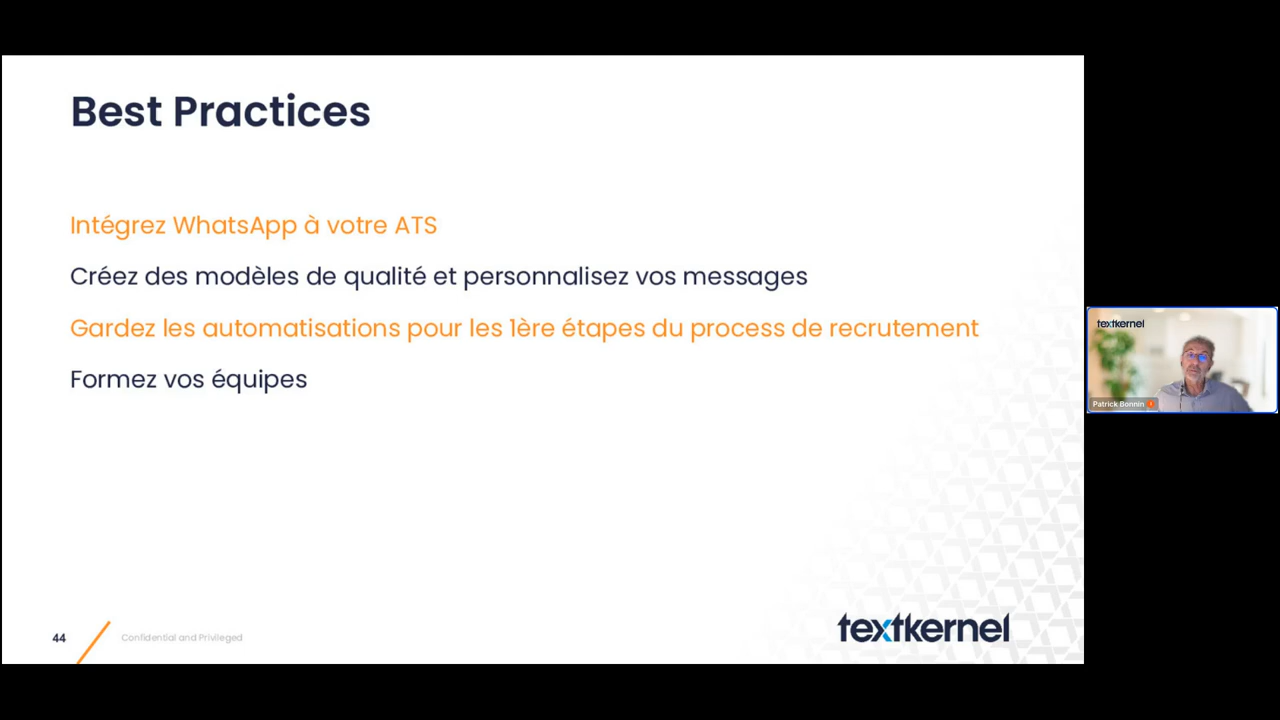 Best Practices
Intégrez WhatsApp à votre ATS
Créez des modèles de qualité et personnalisez vos messages
Gardez les automatisations pour les 1ère étapes du process de recrutement
Formez vos équipes
44
Confidential and Privileged
textkernel
textkernel
Patrick Bonnin